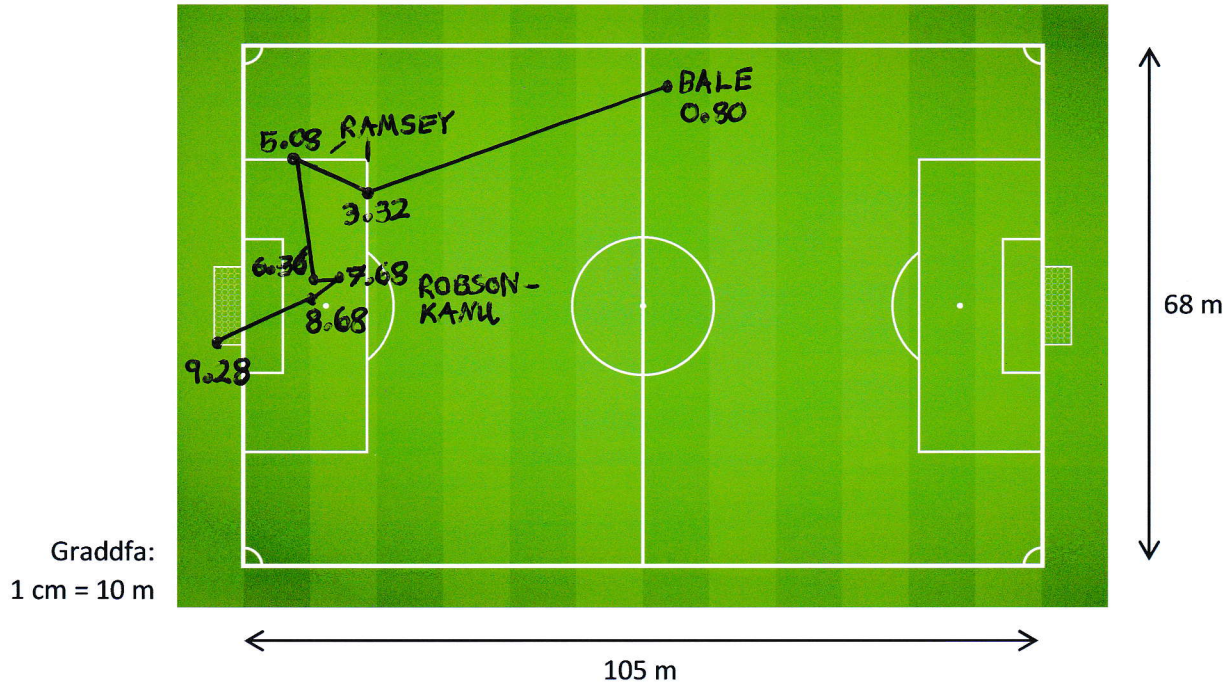 BALE
0.80
RAMSEY
5.08
3.32
6.36
7.68
ROBSON-
KANU
8.68
9.28
68 m
Graddfa:
1 cm = 10 m
105 m